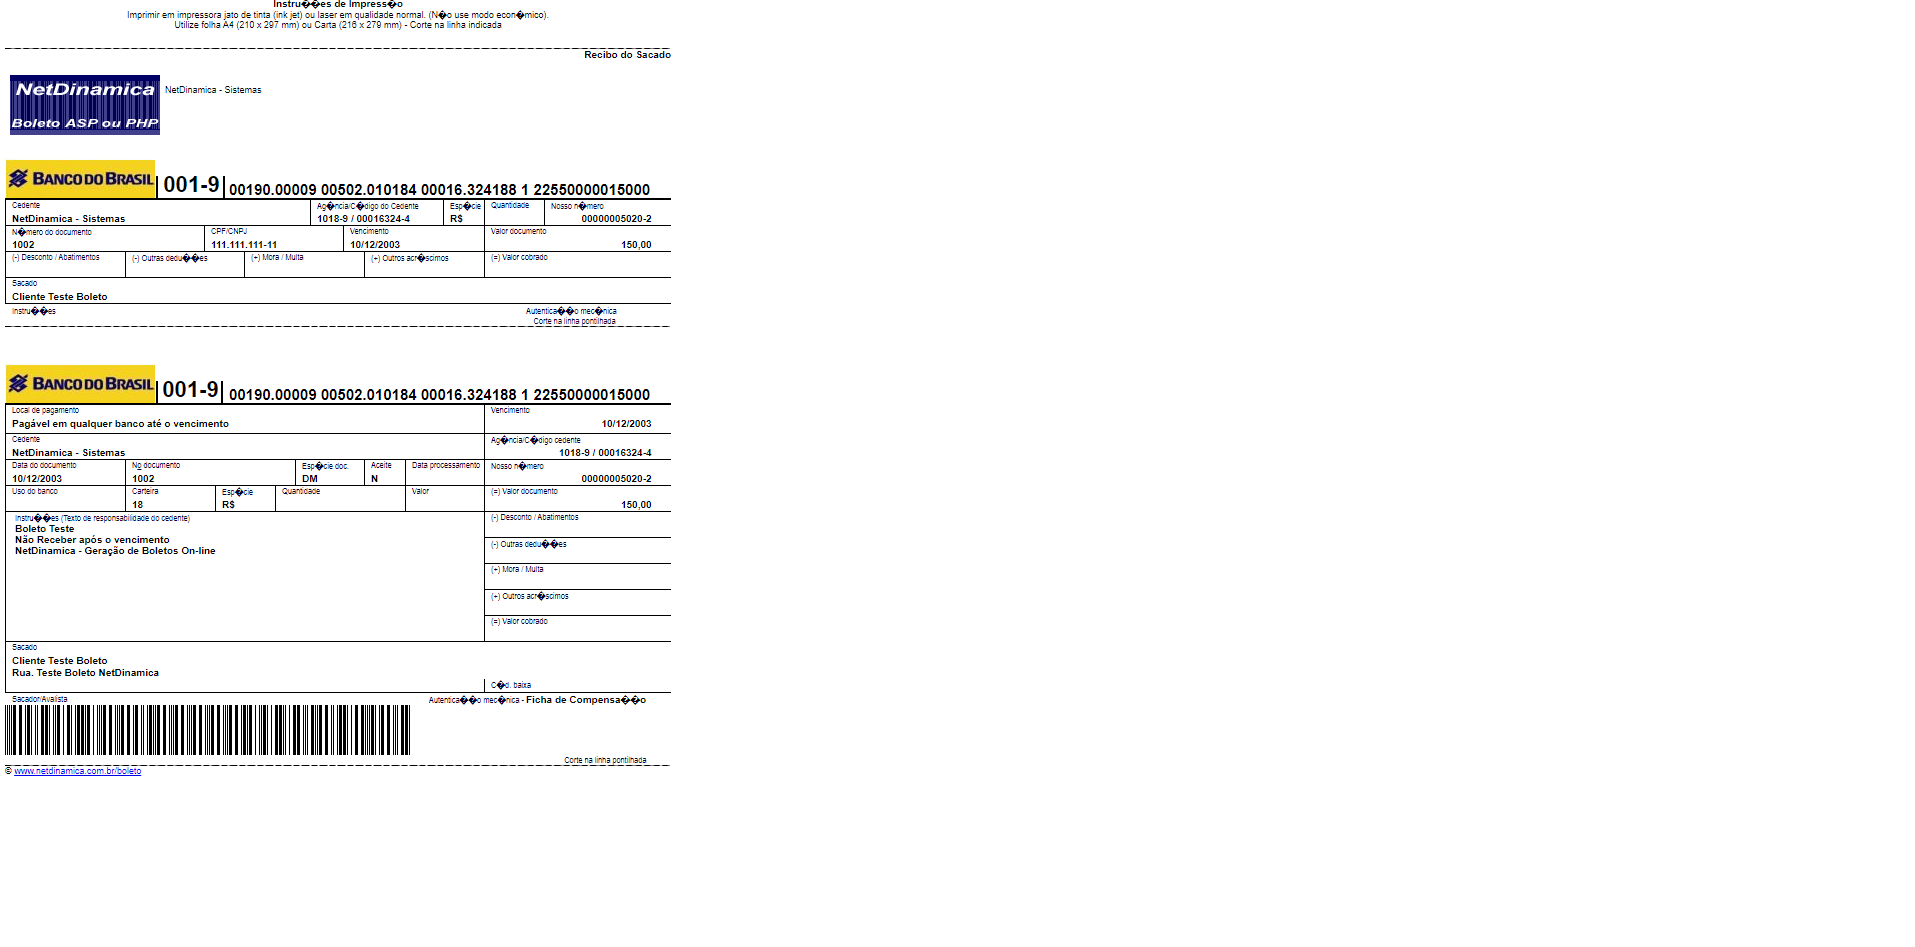 Instru��es de Impress�o
Imprimir em impressora jato de tinta (ink jet) ou laser em qualidade normal. (N�o use modo econ�mico).
Utilize folha A4 (210 x 297 mm) ou Carta (216 x 279 mm) - Corte na linha indicada
Recibo do Sacado
NetDinamica
Boleto ASP ou PHP
NetDinamica - Sistemas
BANCO DO BRASIL 001-9 00190.00009 00502.010184 00016.324188 1 22550000015000
Cedente Ag�ncia/C�digo do Cedente Esp�cie Quantidade Nosso n�mero
NetDinamica - Sistemas 1018-9 / 00016324-4 R$ 00000005020-2
N�mero do documento CPF/CNPJ Vencimento Valor documento
1002 111.111.111-11 10/12/2003 150,00
(-) Desconto / Abatimentos (-) Outras dedu��es (+) Mora / Multa (+) Outros acr�scimos (=) Valor cobrado
Sacado
Cliente Teste Boleto
Instru��es Autentica��o mec�nica
Corte na linha pontilhada
BANCO DO BRASIL 001-9 00190.00009 00502.010184 00016.324188 1 22550000015000
Local de pagamento Vencimento
Pagável em qualquer banco até o vencimento 10/12/2003
Cedente Ag�ncia/C�digo cedente
NetDinamica - Sistemas 1018-9 / 00016324-4
Data do documento No documento Esp�cie doc. Aceite Data processamento Nosso n�mero
10/12/2003 1002 DM N 00000005020-2
Uso do banco Carteira Esp�cie Quantidade Valor (=) Valor documento
18 R$ 150,00
Instru��es (Texto de responsabilidade do cedente) (-) Desconto / Abatimentos
Boleto Teste
Não Receber após o vencimento
NetDinamica - Geração de Boletos On-line
(-) Outras dedu��es
(+) Mora / Multa
(+) Outros acr�scimos
(=) Valor cobrado
Sacado
Cliente Teste Boleto
Rua. Teste Boleto NetDinamica
C�d. baixa
Sacador/Avalista Autentica��o mec�nica - Ficha de Compensa��o
Corte na linha pontilhada
© www.netdinamica.com.br/boleto